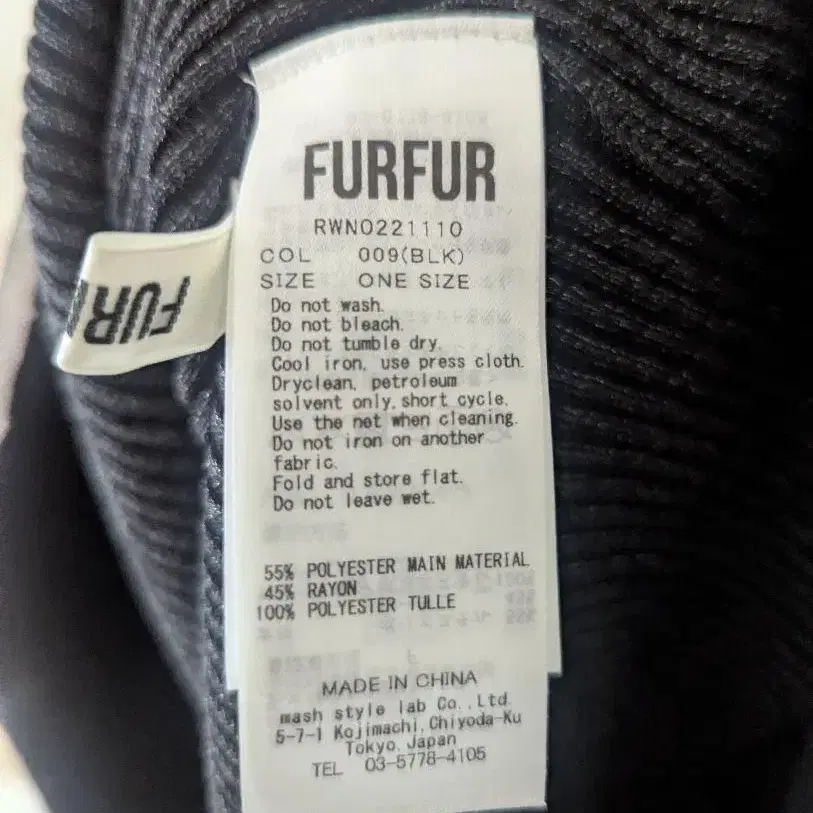 FURFUR
RWN0221110
COL 009(BLK)
SIZE ONE SIZE
Do not wash.
Do not bleach.
Do not tumble dry.
Cool iron, use press cloth.
Dryclean, petroleum
solvent only, short cycle.
Use the net when cleaning.
Do not iron on another
fabric.
Fold and store flat.
Do not leave wet.
55% POLYESTER MAIN MATERIAL
45% RAYON
100% POLYESTER TULLE
MADE IN CHINA
mash style lab Co., Ltd.
5-7-1 Kojimachi, Chiyoda-Ku
Tokyo, Japan
TEL 03-5778-4105
FUR